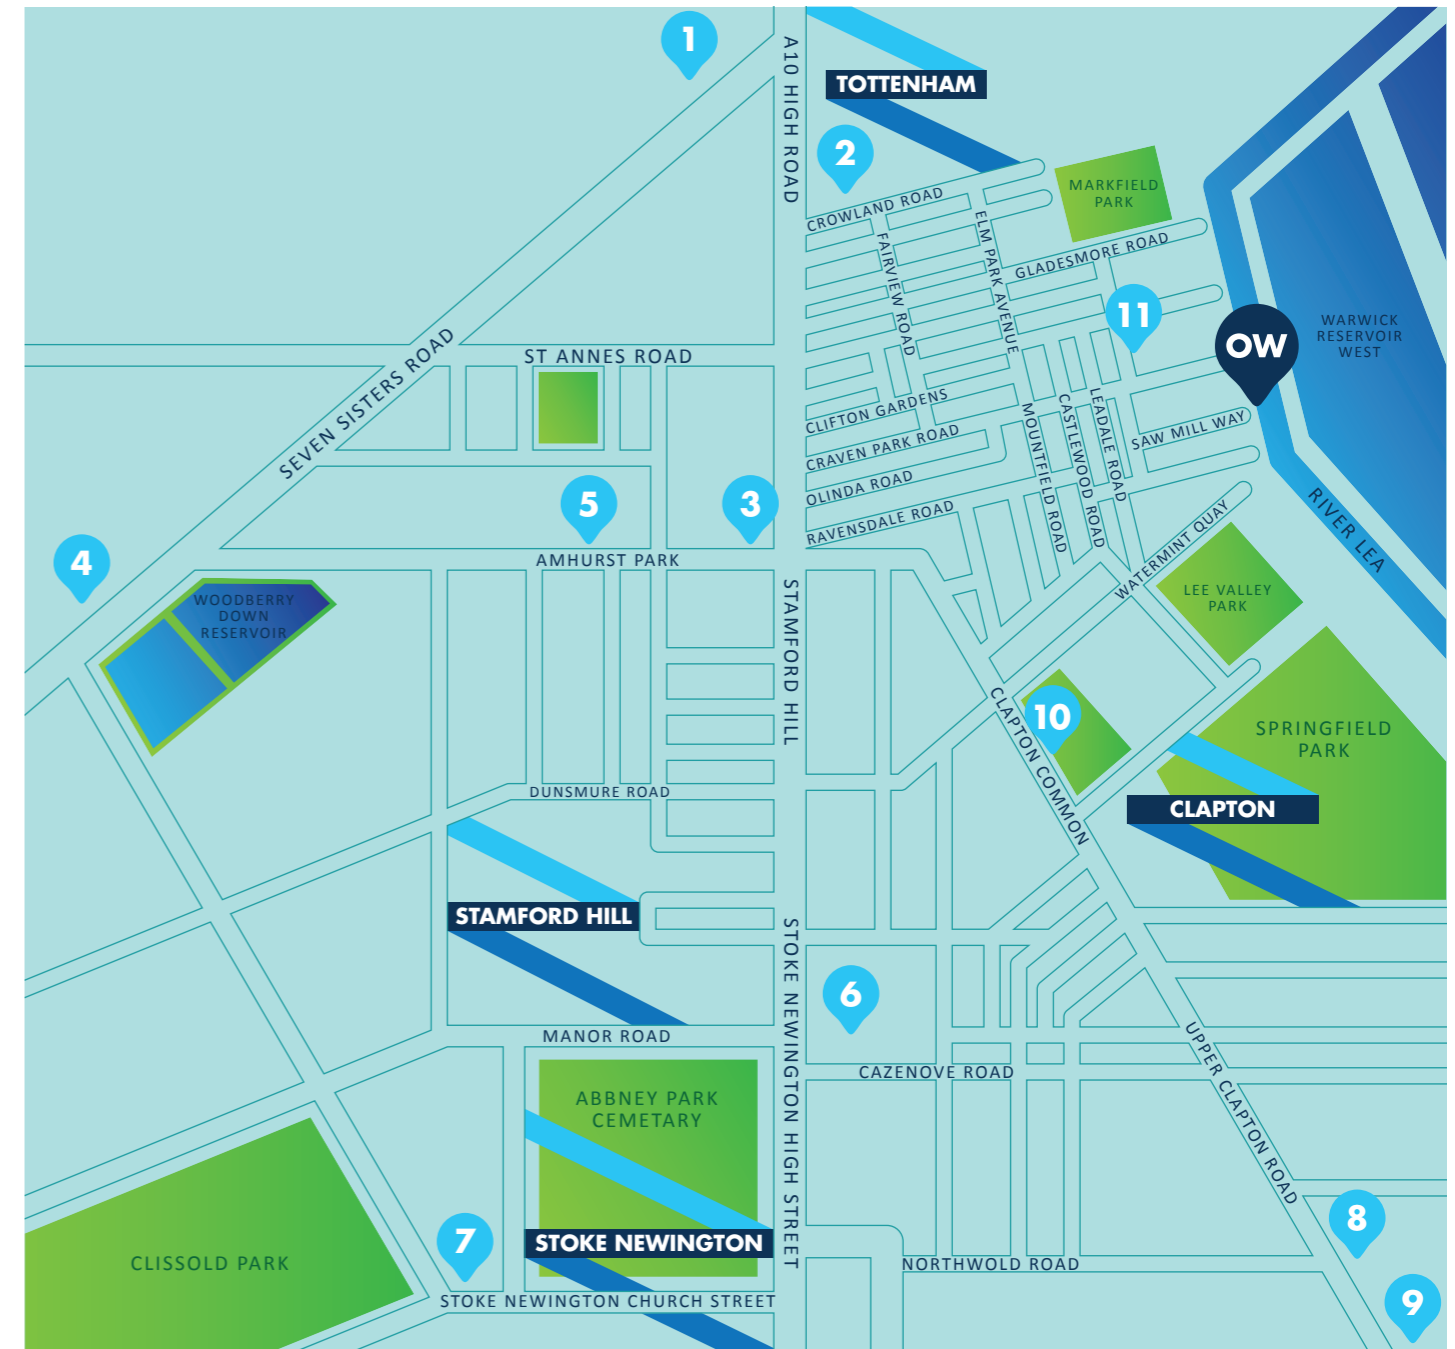 1
A10 HIGH ROAD
TOTTENHAM
2
CROWLAND ROAD
MARKFIELD
PARK
FAIRVIEW ROAD
ELM PARK AVENUE
GLADESMORE ROAD
11
OW
WARWICK
RESERVOIR
WEST
SEVEN SISTERS ROAD
ST ANNES ROAD
CLIFTON GARDENS
CRAVEN PARK ROAD
OLINDA ROAD
RAVENSDALE ROAD
MOUNTFIELD ROAD
CASTLEWOOD ROAD
LEADALE ROAD
SAW MILL WAY
WATERMINT QUAY
RIVER LEA
5
3
4
AMHURST PARK
WOODBERRY
DOWN
RESERVOIR
STAMFORD HILL
LEE VALLEY
PARK
10
CLAPTON COMMON
SPRINGFIELD
PARK
DUNSMURE ROAD
CLAPTON
STAMFORD HILL
STOKE NEWINGTON HIGH STREET
6
MANOR ROAD
CAZENOVE ROAD
UPPER CLAPTON ROAD
ABBNEY PARK
CEMETARY
7
STOKE NEWINGTON
8
CLISSOLD PARK
NORTHWOLD ROAD
STOKE NEWINGTON CHURCH STREET
9